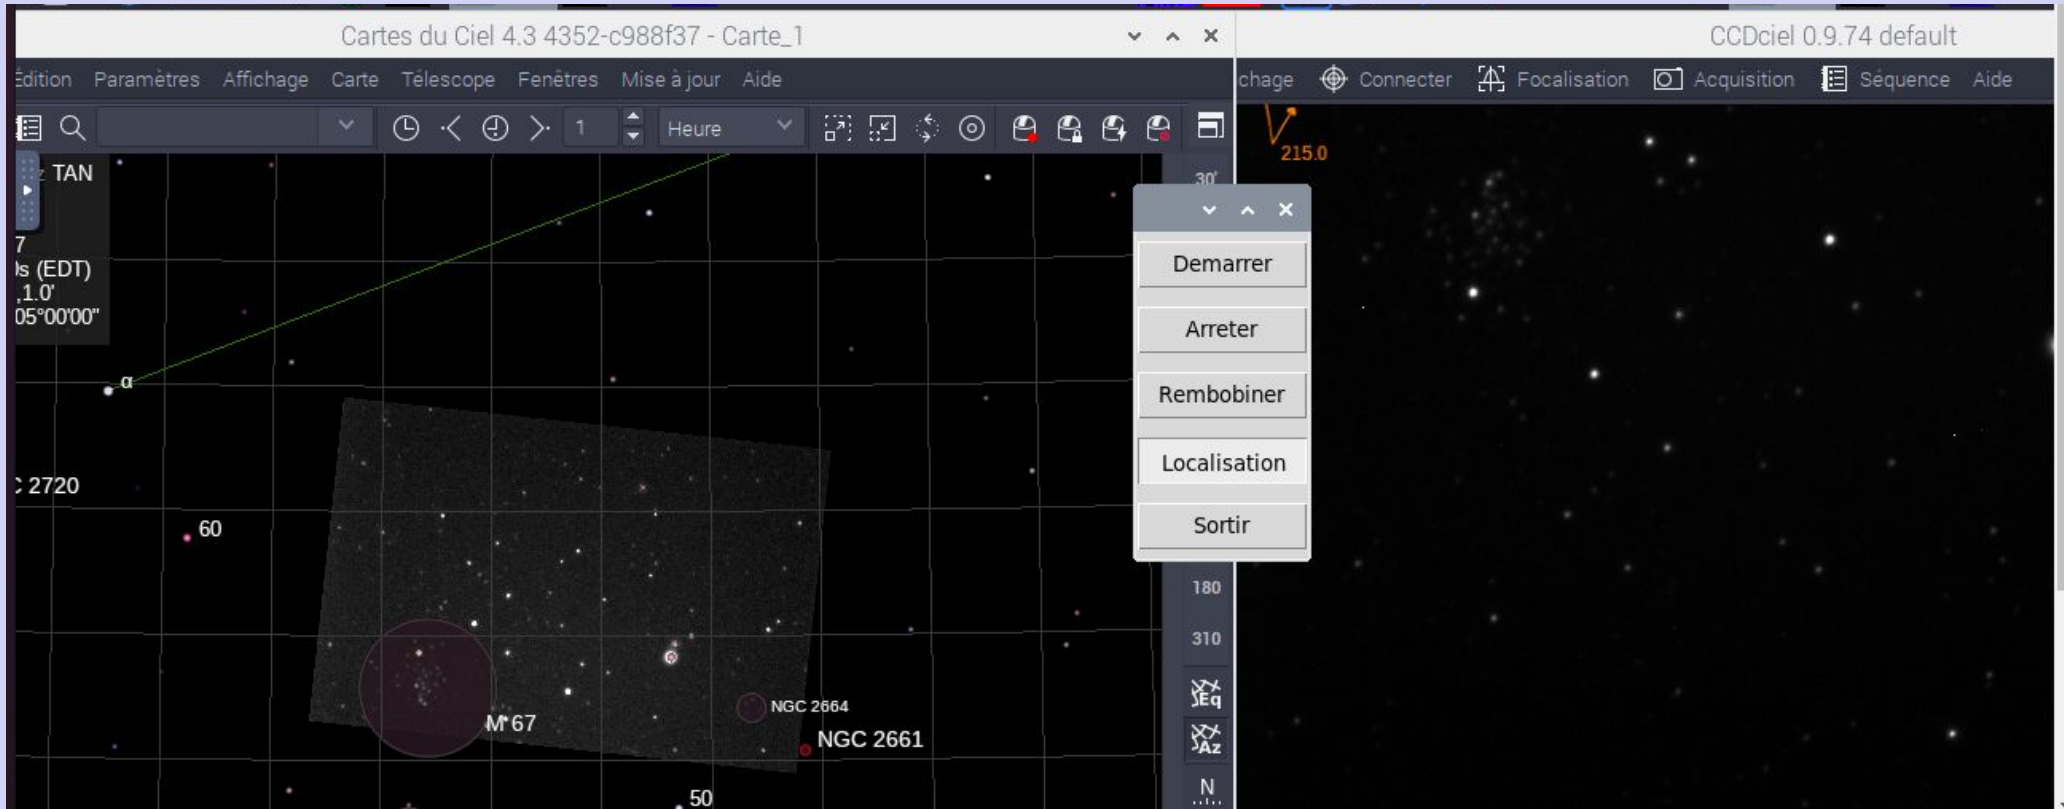 Cartes du Ciel 4.3 4352-c988f37 - Carte_1
Édition Paramètres Affichage Carte Télescope Fenêtres Mise à jour Aide
1 Heure
TAN
7
(EDT)
,1.0'
05°00'00"
α
2720
60
M 67
NGC 2664
NGC 2661
50
30'
180
310
Eq
Az
N
Demarrer
Arreter
Rembobiner
Localisation
Sortir
CCDciel 0.9.74 default
chage Connecter Focalisation Acquisition Séquence Aide
215.0